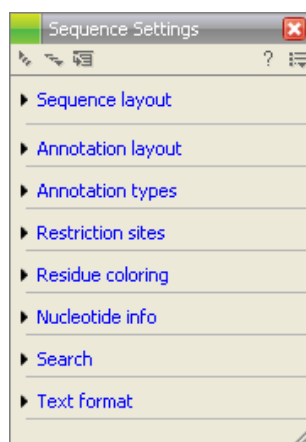 Sequence Settings
?
Sequence layout
Annotation layout
Annotation types
Restriction sites
Residue coloring
Nucleotide info
Search
Text format